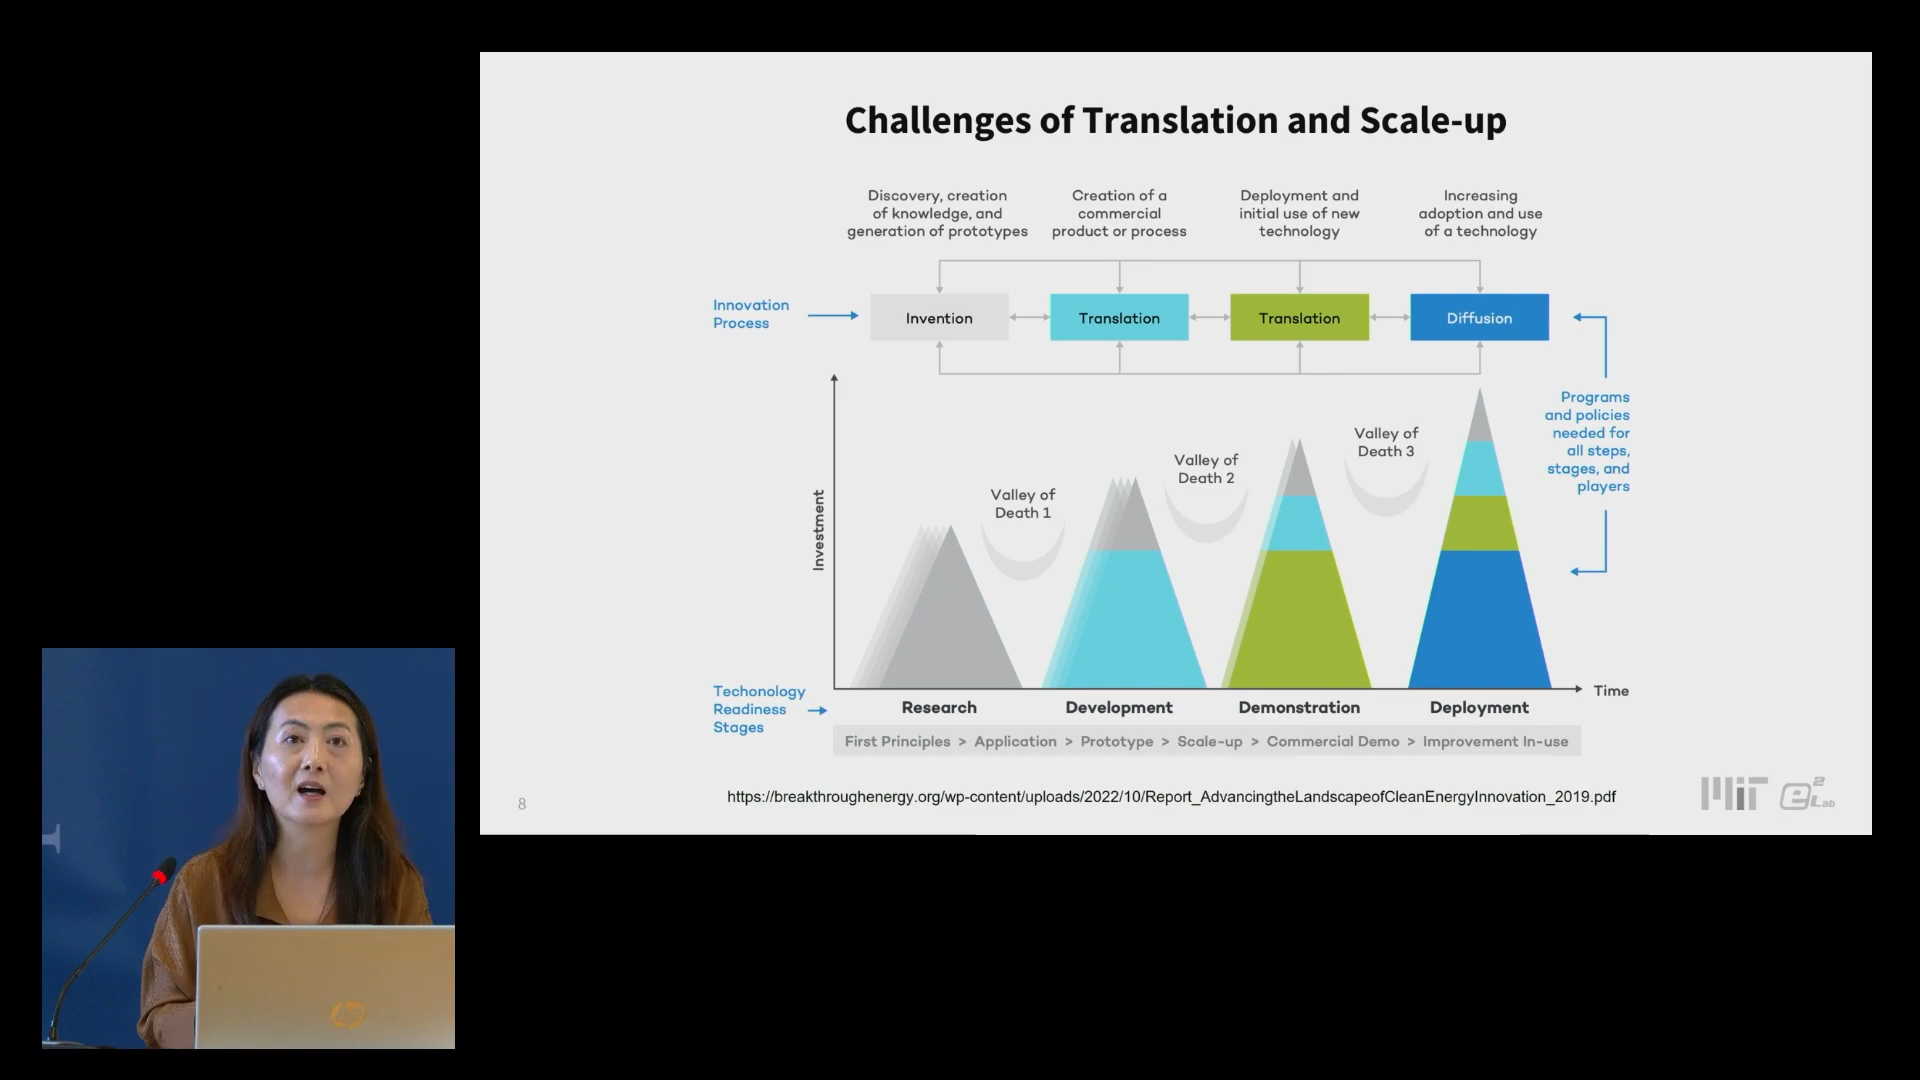 Challenges of Translation and Scale-up
Discovery, creation
of knowledge, and
generation of prototypes
Creation of a
commercial
product or process
Deployment and
initial use of new
technology
Increasing
adoption and use
of a technology
Innovation
Process
Invention
Translation
Translation
Diffusion
Programs
and policies
needed for
all steps,
stages, and
players
Valley of
Death 1
Valley of
Death 2
Valley of
Death 3
Investment
Time
Techonology
Readiness
Stages
Research
Development
Demonstration
Deployment
First Principles > Application > Prototype > Scale-up > Commercial Demo > Improvement In-use
https://breakthroughenergy.org/wp-content/uploads/2022/10/Report_AdvancingtheLandscapeofCleanEnergyInnovation_2019.pdf
8
MIT
e2Lab
hp